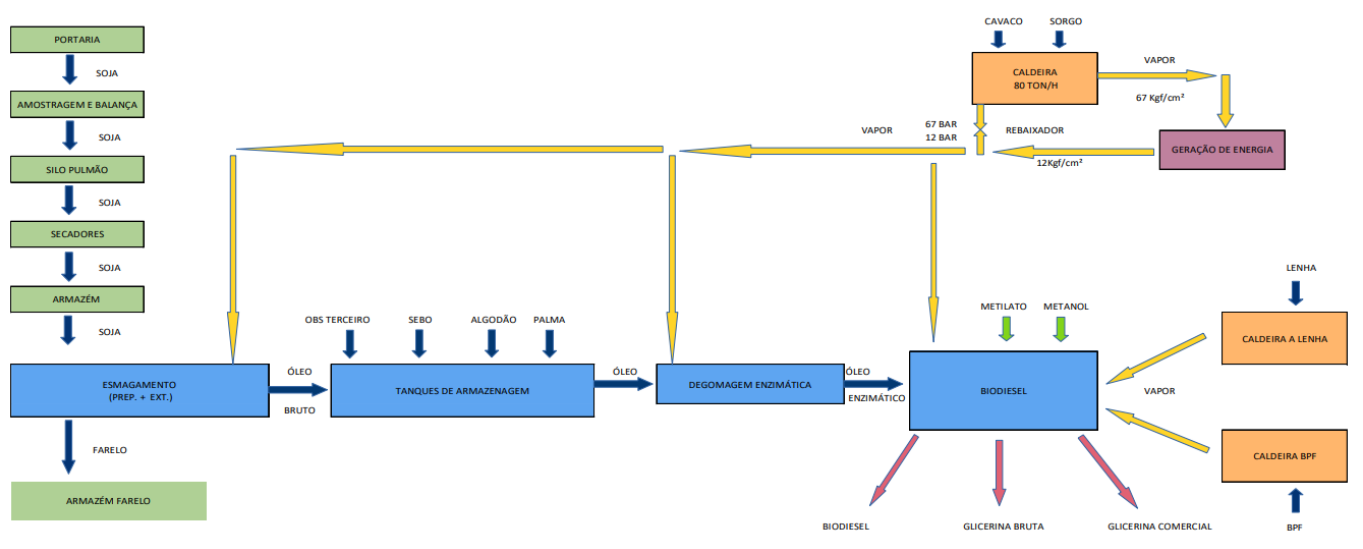 PORTARIA
SOJA
AMOSTRAGEM E BALANÇA
SOJA
SILO PULMÃO
SOJA
SECADORES
SOJA
ARMAZÉM
SOJA
ESMAGAMENTO
(PREP. + EXT.)
FARELO
ARMAZÉM FARELO
ÓLEO
BRUTO
OBS TERCEIRO
SEBO
ALGODÃO
PALMA
TANQUES DE ARMAZENAGEM
ÓLEO
DEGOMAGEM ENZIMÁTICA
ÓLEO
ENZIMÁTICO
CAVACO
SORGO
CALDEIRA
80 TON/H
VAPOR
67 Kgf/cm²
GERAÇÃO DE ENERGIA
12Kgf/cm²
REBAIXADOR
67 BAR
12 BAR
VAPOR
METILATO
METANOL
BIODIESEL
LENHA
CALDEIRA A LENHA
VAPOR
CALDEIRA BPF
BPF
BIODIESEL
GLICERINA BRUTA
GLICERINA COMERCIAL